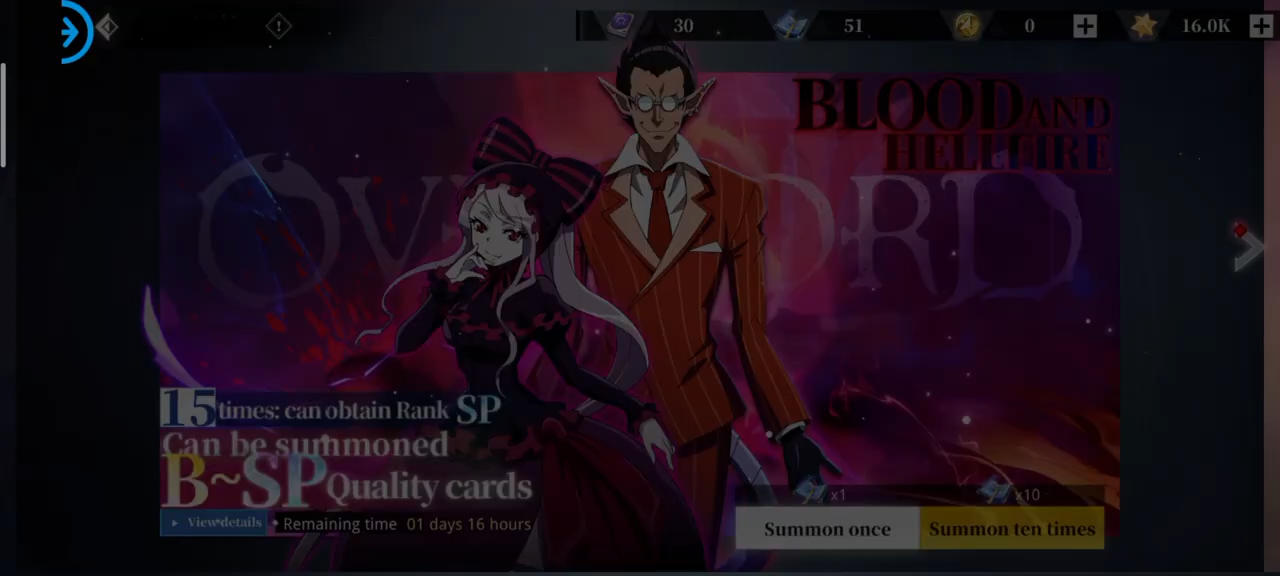 30 51 0 16.0K
BLOOD AND
HELLFIRE
OVERLORD
15 times: can obtain Rank SP
Can be summoned
B~SP Quality cards
View details
Remaining time 01 days 16 hours
x1 x10
Summon once Summon ten times